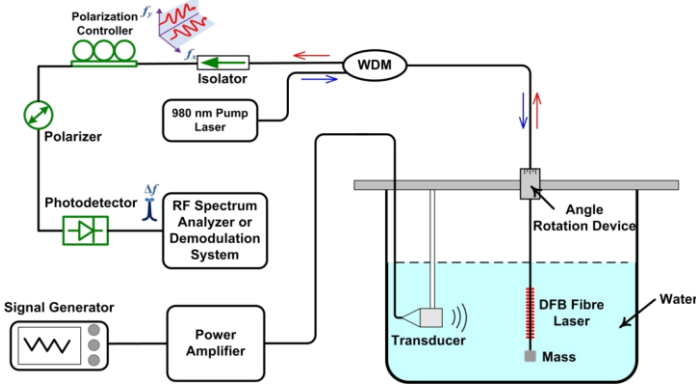 Polarization
Controller
fy
fx
Isolator
WDM
980 nm Pump
Laser
Polarizer
Photodetector
Δf
RF Spectrum
Analyzer or
Demodulation
System
Angle
Rotation Device
Signal Generator
Power
Amplifier
Transducer
DFB Fibre
Laser
Mass
Water